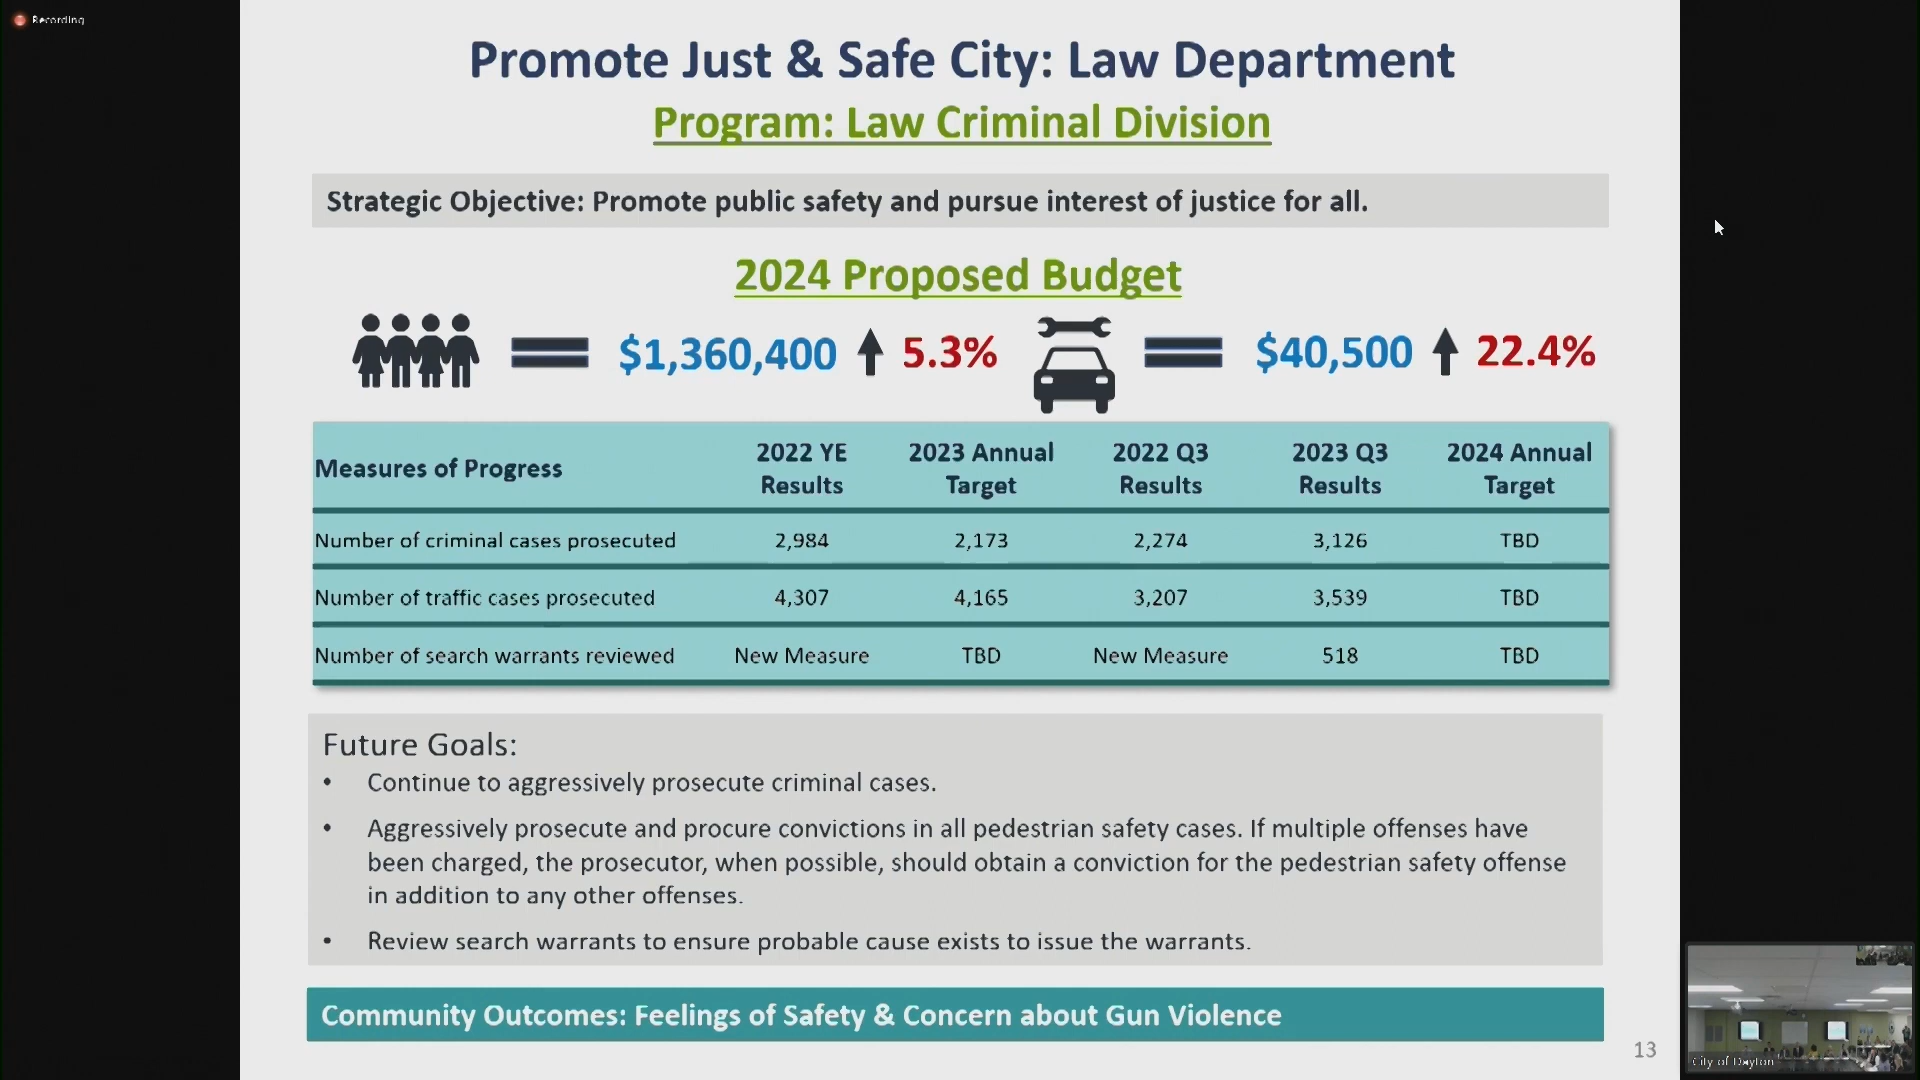 Recording
Promote Just & Safe City: Law Department
Program: Law Criminal Division
Strategic Objective: Promote public safety and pursue interest of justice for all.
2024 Proposed Budget
$1,360,400 5.3% $40,500 22.4%
Measures of Progress 2022 YE Results 2023 Annual Target 2022 Q3 Results 2023 Q3 Results 2024 Annual Target
Number of criminal cases prosecuted 2,984 2,173 2,274 3,126 TBD
Number of traffic cases prosecuted 4,307 4,165 3,207 3,539 TBD
Number of search warrants reviewed New Measure TBD New Measure 518 TBD
Future Goals:
• Continue to aggressively prosecute criminal cases.
• Aggressively prosecute and procure convictions in all pedestrian safety cases. If multiple offenses have
been charged, the prosecutor, when possible, should obtain a conviction for the pedestrian safety offense
in addition to any other offenses.
• Review search warrants to ensure probable cause exists to issue the warrants.
Community Outcomes: Feelings of Safety & Concern about Gun Violence
13
City of Dayton